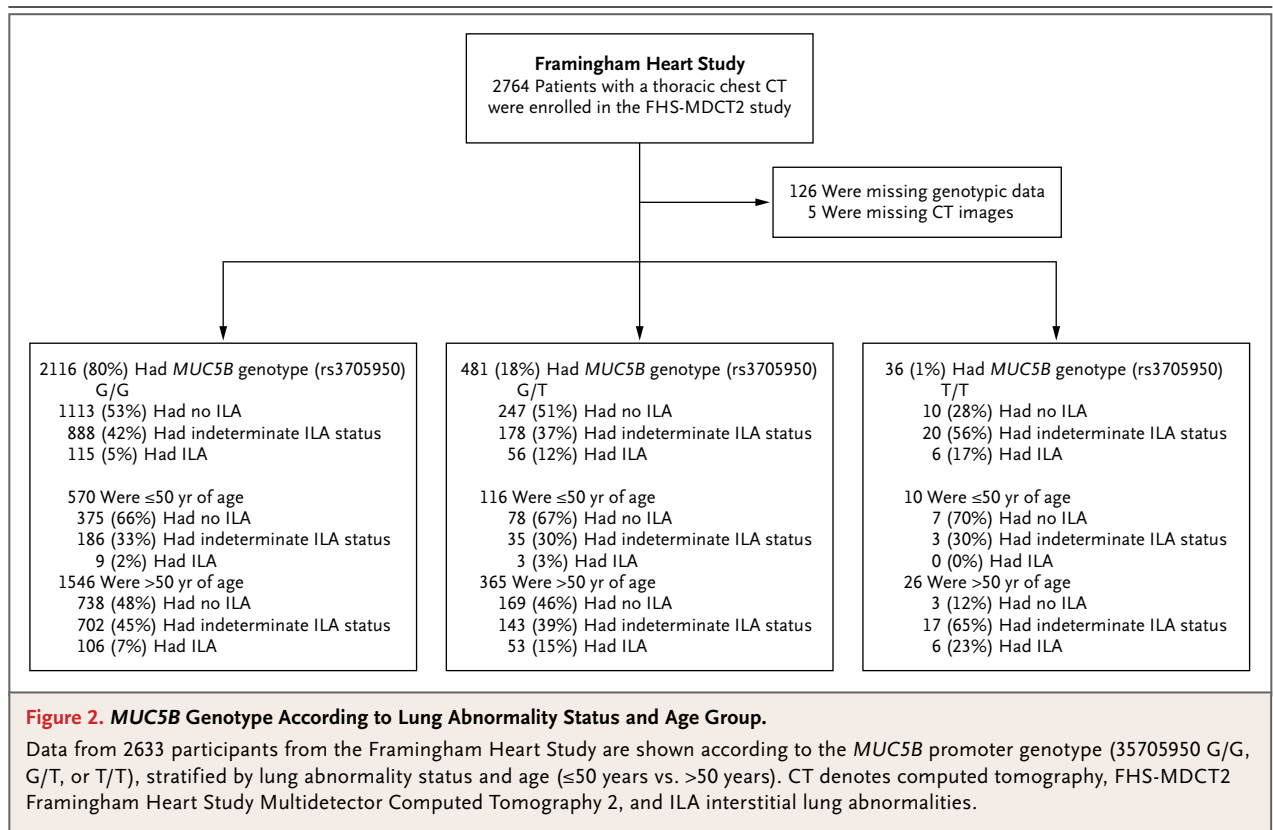 Framingham Heart Study
2764 Patients with a thoracic chest CT
were enrolled in the FHS-MDCT2 study
126 Were missing genotypic data
5 Were missing CT images
2116 (80%) Had MUC5B genotype (rs3705950)
G/G
1113 (53%) Had no ILA
888 (42%) Had indeterminate ILA status
115 (5%) Had ILA
570 Were ≤50 yr of age
375 (66%) Had no ILA
186 (33%) Had indeterminate ILA status
9 (2%) Had ILA
1546 Were >50 yr of age
738 (48%) Had no ILA
702 (45%) Had indeterminate ILA status
106 (7%) Had ILA
481 (18%) Had MUC5B genotype (rs3705950)
G/T
247 (51%) Had no ILA
178 (37%) Had indeterminate ILA status
56 (12%) Had ILA
116 Were ≤50 yr of age
78 (67%) Had no ILA
35 (30%) Had indeterminate ILA status
3 (3%) Had ILA
365 Were >50 yr of age
169 (46%) Had no ILA
143 (39%) Had indeterminate ILA status
53 (15%) Had ILA
36 (1%) Had MUC5B genotype (rs3705950)
T/T
10 (28%) Had no ILA
20 (56%) Had indeterminate ILA status
6 (17%) Had ILA
10 Were ≤50 yr of age
7 (70%) Had no ILA
3 (30%) Had indeterminate ILA status
0 (0%) Had ILA
26 Were >50 yr of age
3 (12%) Had no ILA
17 (65%) Had indeterminate ILA status
6 (23%) Had ILA
Figure 2. MUC5B Genotype According to Lung Abnormality Status and Age Group.
Data from 2633 participants from the Framingham Heart Study are shown according to the MUC5B promoter genotype (35705950 G/G,
G/T, or T/T), stratified by lung abnormality status and age (≤50 years vs. >50 years). CT denotes computed tomography, FHS-MDCT2
Framingham Heart Study Multidetector Computed Tomography 2, and ILA interstitial lung abnormalities.